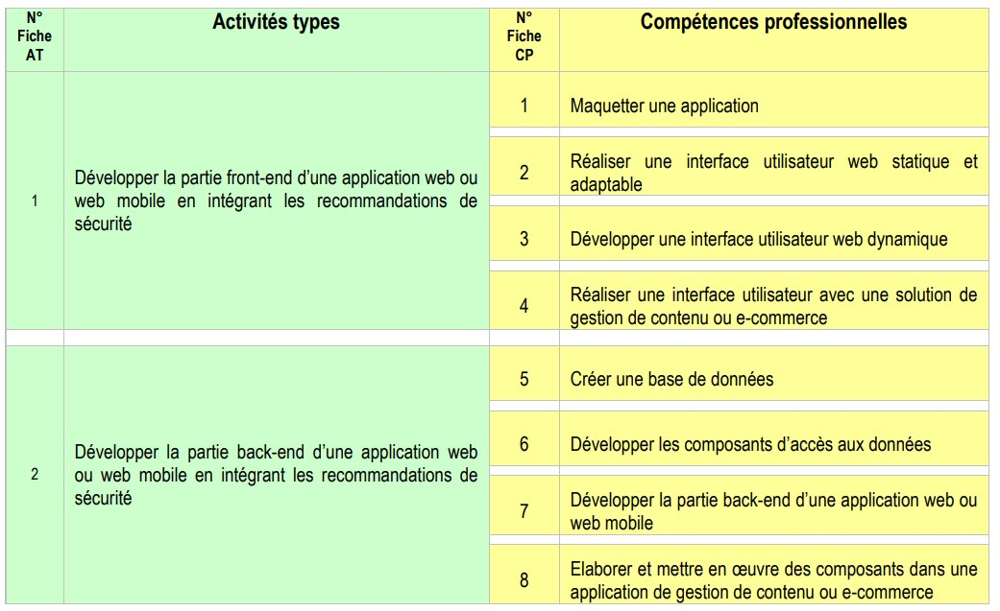 N°
Fiche
AT
Activités types
N°
Fiche
CP
Compétences professionnelles
1
Développer la partie front-end d’une application web ou
web mobile en intégrant les recommandations de
sécurité
1
Maquetter une application
2
Réaliser une interface utilisateur web statique et
adaptable
3
Développer une interface utilisateur web dynamique
4
Réaliser une interface utilisateur avec une solution de
gestion de contenu ou e-commerce
2
Développer la partie back-end d’une application web
ou web mobile en intégrant les recommandations de
sécurité
5
Créer une base de données
6
Développer les composants d’accès aux données
7
Développer la partie back-end d’une application web ou
web mobile
8
Elaborer et mettre en œuvre des composants dans une
application de gestion de contenu ou e-commerce